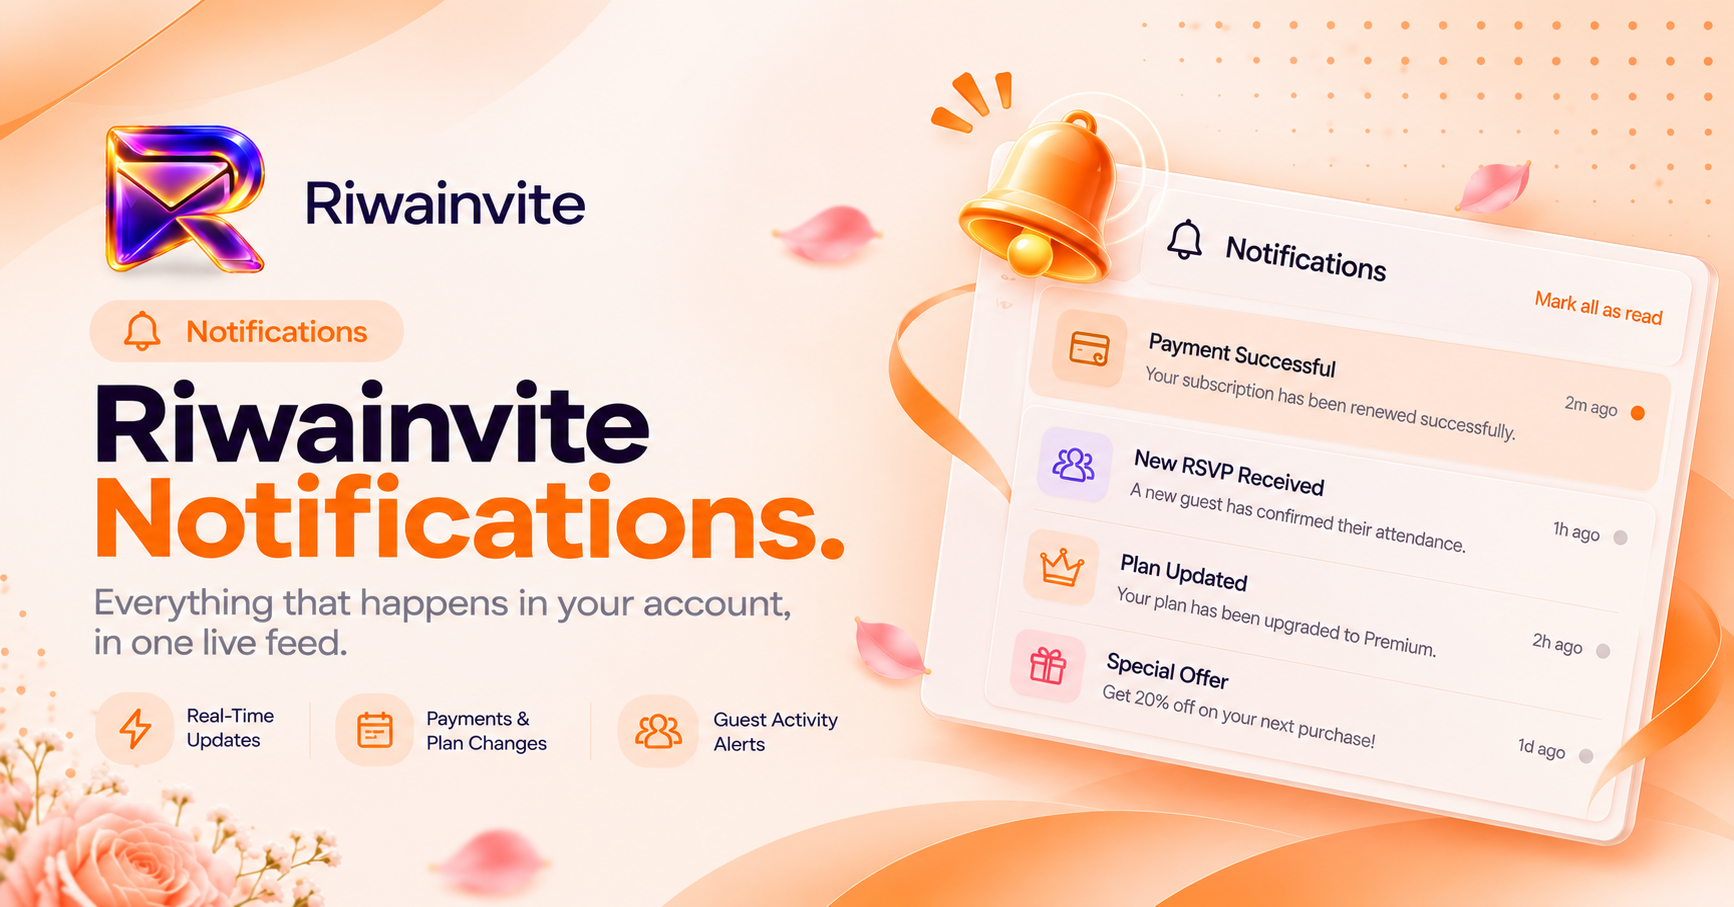 Riwainvite
Notifications
Riwainvite
Notifications.
Everything that happens in your account,
in one live feed.
Real-Time
Updates
Payments &
Plan Changes
Guest Activity
Alerts
Notifications
Mark all as read
Payment Successful
Your subscription has been renewed successfully.
2m ago
New RSVP Received
A new guest has confirmed their attendance.
1h ago
Plan Updated
Your plan has been upgraded to Premium.
2h ago
Special Offer
Get 20% off on your next purchase!
1d ago